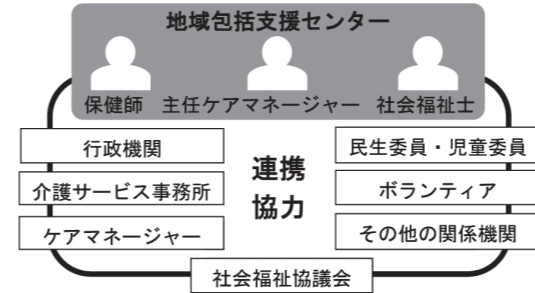 地域包括支援センター
保健師 主任ケアマネージャー 社会福祉士
行政機関
介護サービス事務所
ケアマネージャー
連携
協力
民生委員・児童委員
ボランティア
その他の関係機関
社会福祉協議会